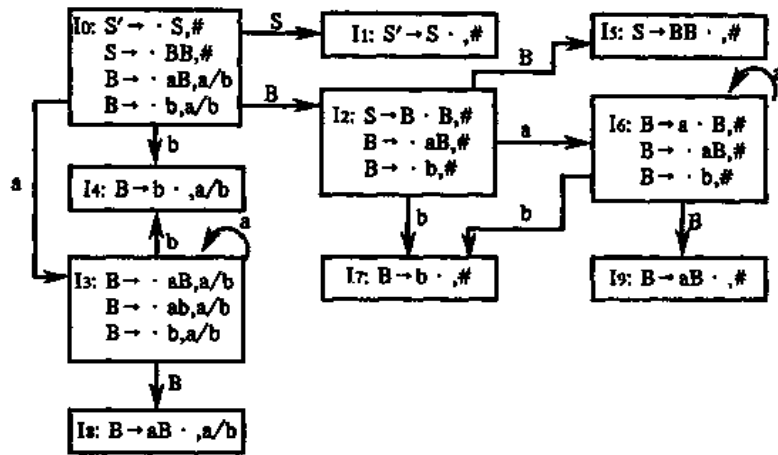 I0: S′→ · S,#
S→ · BB,#
B→ · aB,a/b
B→ · b,a/b
S
I1: S′→S · ,#
I5: S→BB · ,#
B
B
I2: S→B · B,#
B→ · aB,#
B→ · b,#
a
a
I6: B→a · B,#
B→ · aB,#
B→ · b,#
b
a
I4: B→b · ,a/b
b
a
b
b
B
I3: B→ · aB,a/b
B→ · ab,a/b
B→ · b,a/b
I7: B→b · ,#
I9: B→aB · ,#
B
I8: B→aB · ,a/b